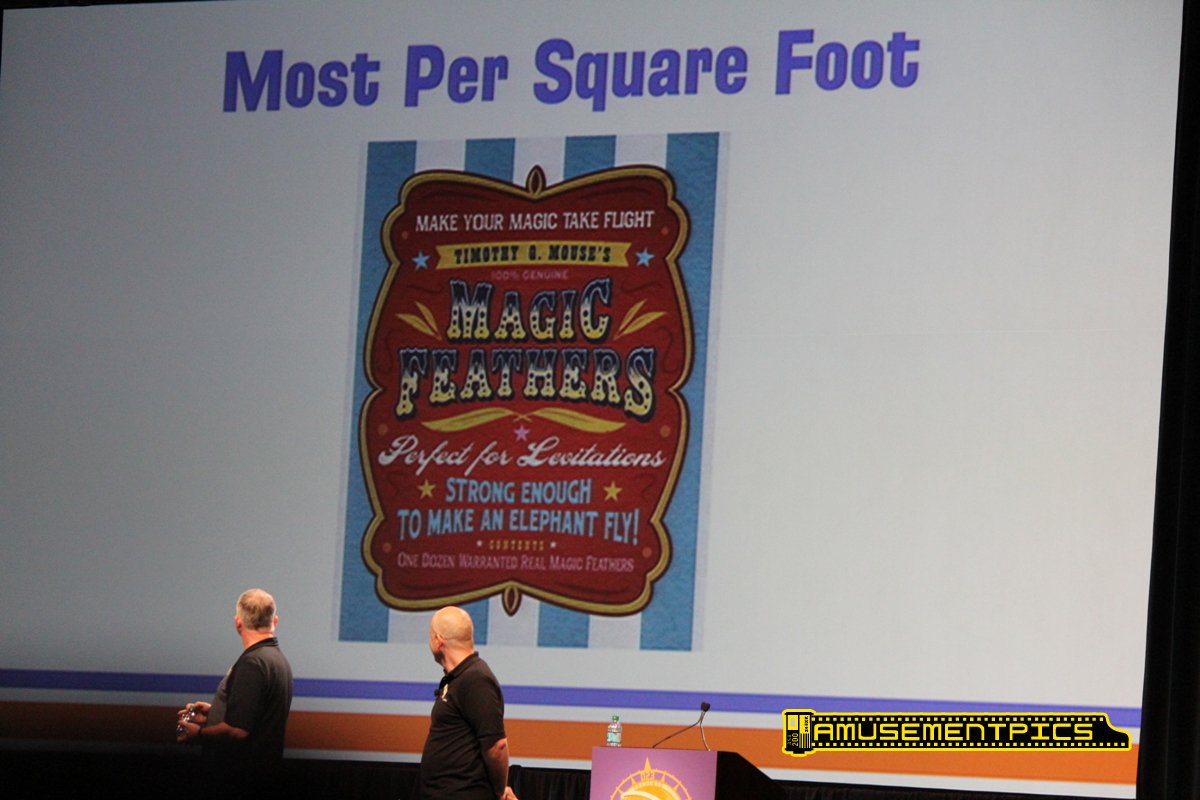 Most Per Square Foot
MAKE YOUR MAGIC TAKE FLIGHT
TIMOTHY Q. MOUSE'S
100% GENUINE
MAGIC
FEATHERS
Perfect for Levitations
STRONG ENOUGH
TO MAKE AN ELEPHANT FLY!
CONTENTS
ONE DOZEN WARRANTED REAL MAGIC FEATHERS
AMUSEMENTPICS
D23